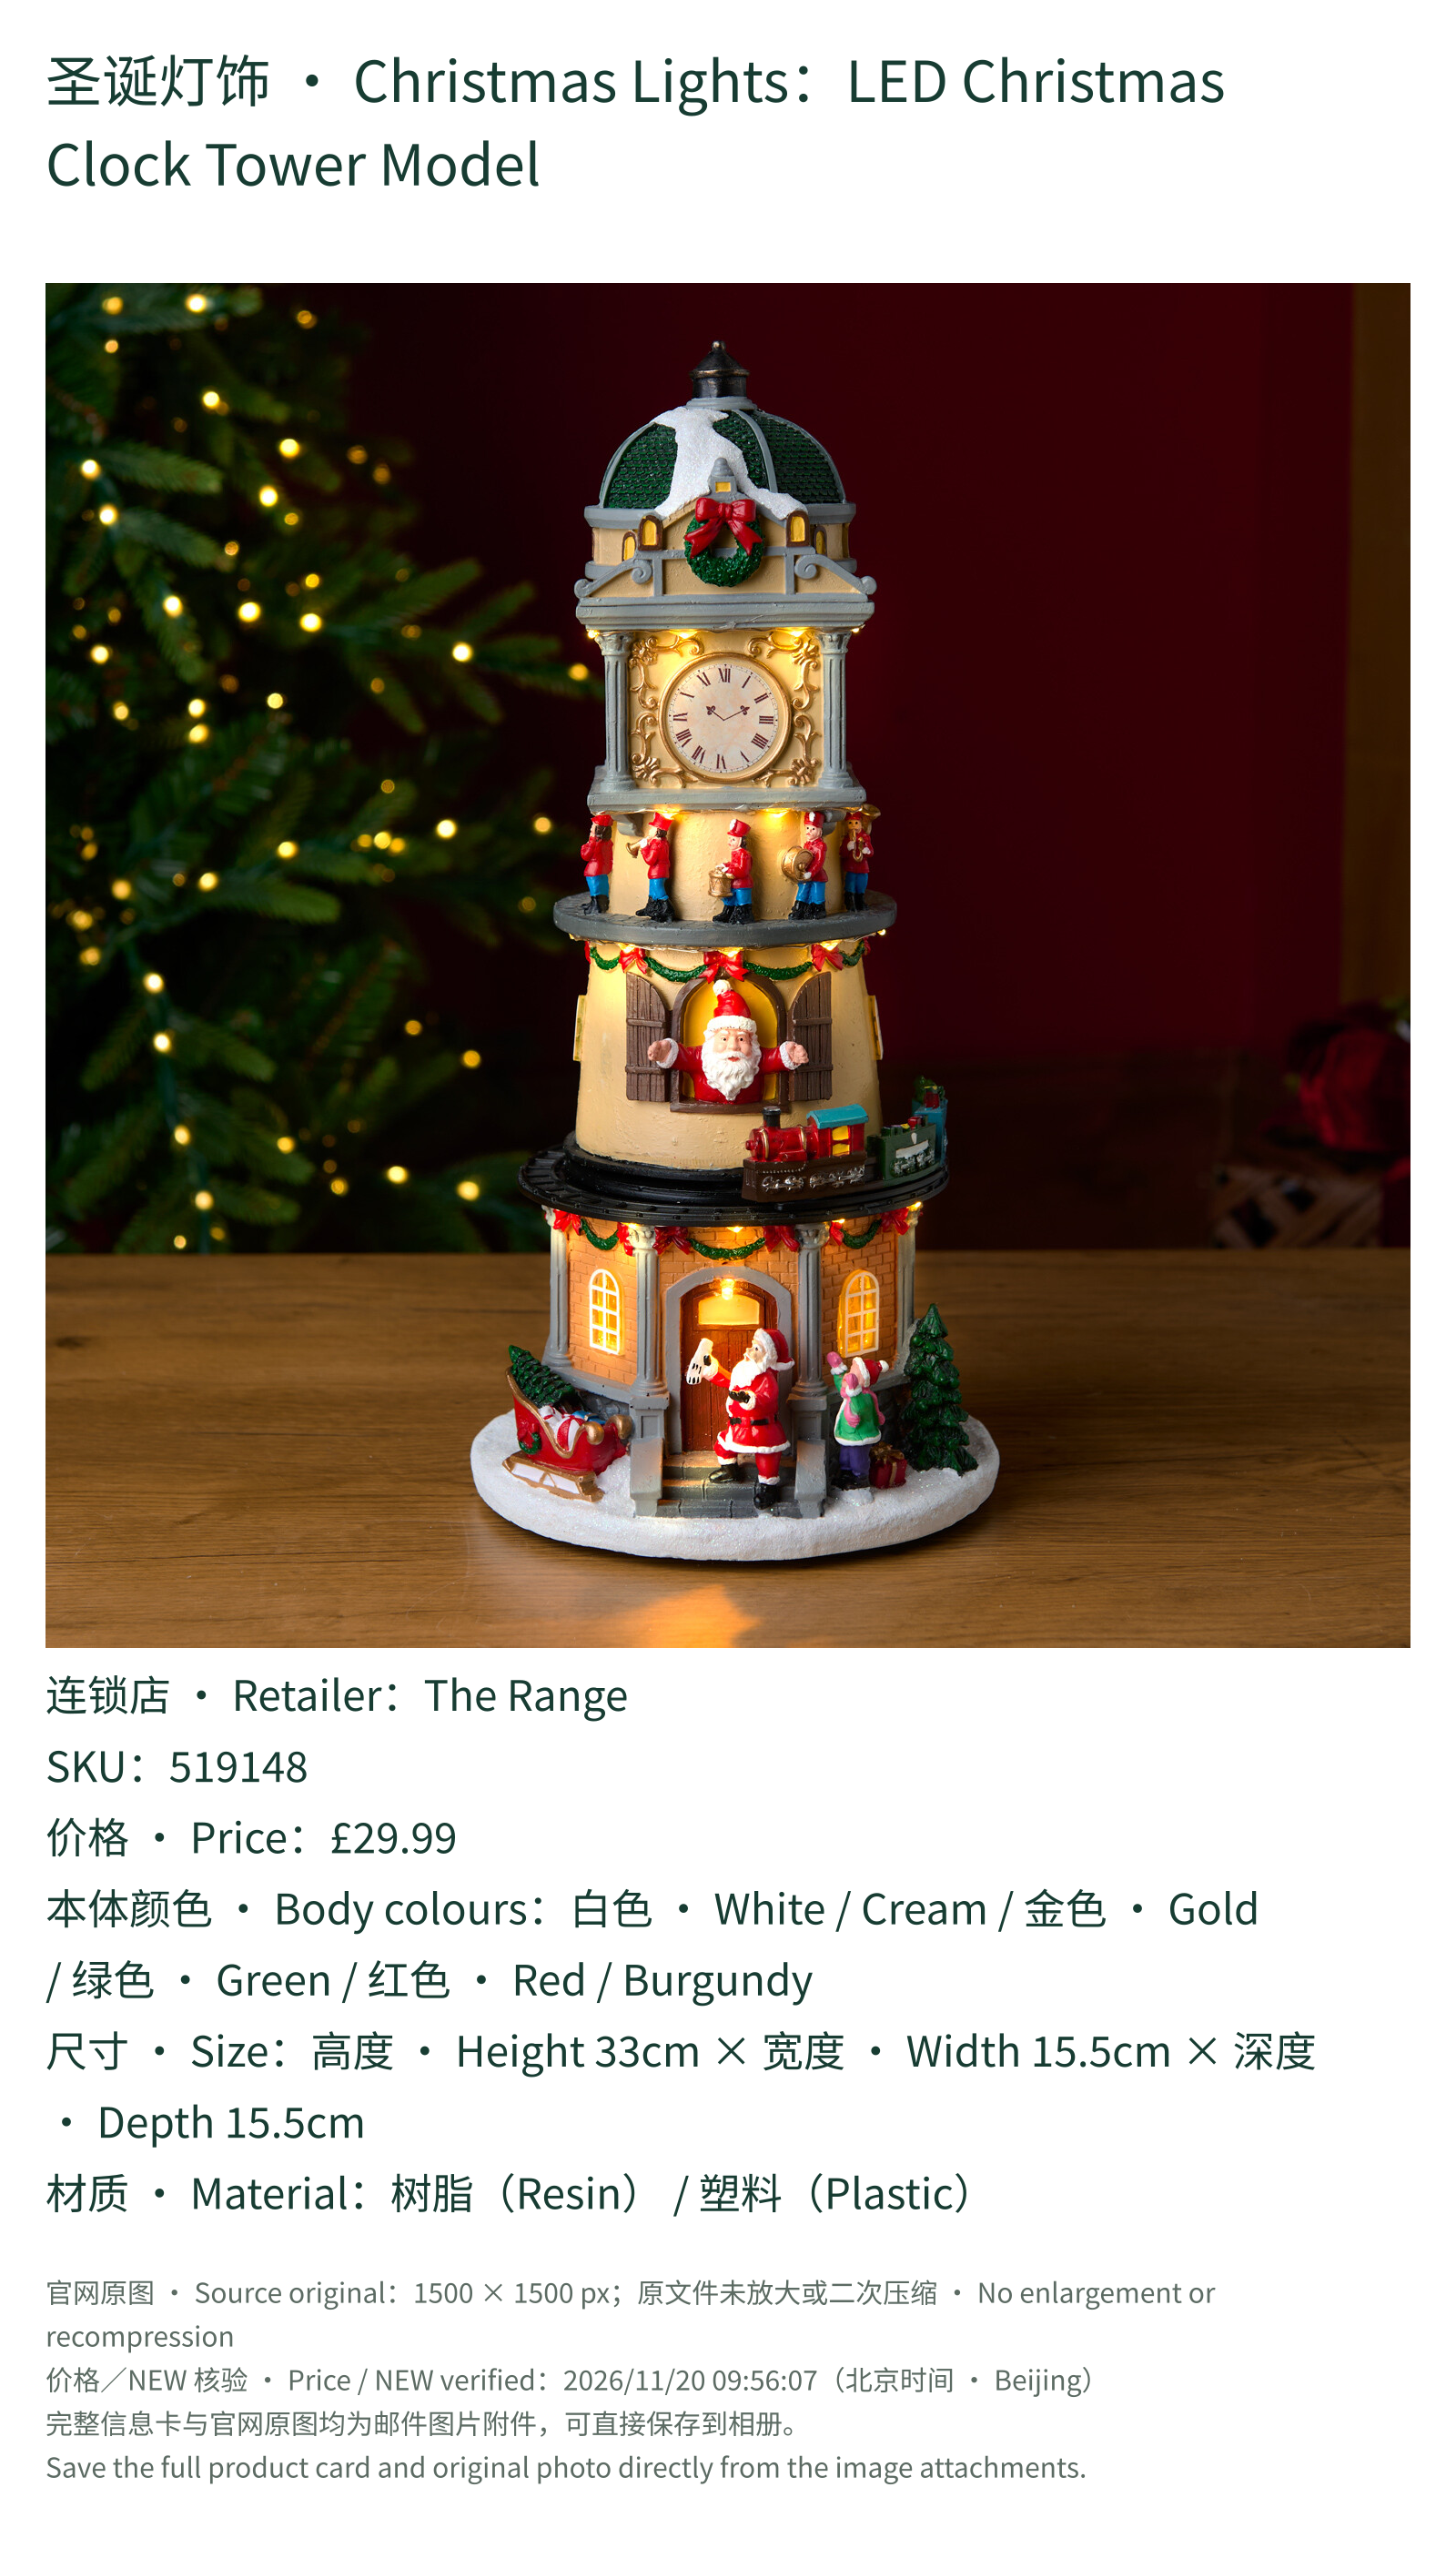 圣诞灯饰 · Christmas Lights：LED Christmas
Clock Tower Model
连锁店 · Retailer：The Range
SKU：519148
价格 · Price：£29.99
本体颜色 · Body colours：白色 · White / Cream / 金色 · Gold
/ 绿色 · Green / 红色 · Red / Burgundy
尺寸 · Size：高度 · Height 33cm × 宽度 · Width 15.5cm × 深度
· Depth 15.5cm
材质 · Material：树脂（Resin） / 塑料（Plastic）
官网原图 · Source original：1500 × 1500 px；原文件未放大或二次压缩 · No enlargement or
recompression
价格／NEW 核验 · Price / NEW verified：2026/11/20 09:56:07（北京时间 · Beijing）
完整信息卡与官网原图均为邮件图片附件，可直接保存到相册。
Save the full product card and original photo directly from the image attachments.